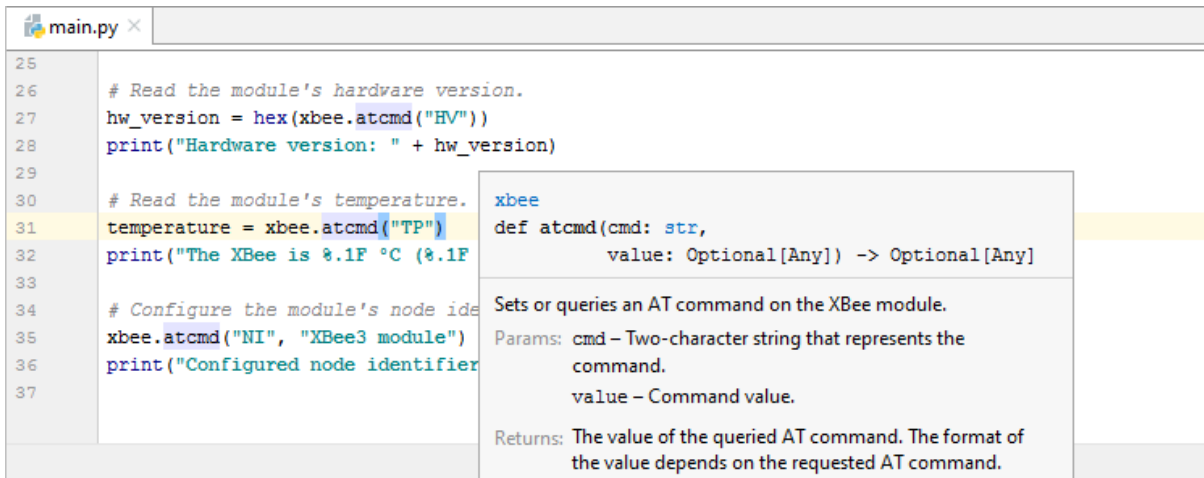 main.py
25
26 # Read the module's hardware version.
27 hw_version = hex(xbee.atcmd("HV"))
28 print("Hardware version: " + hw_version)
29
30 # Read the module's temperature.
31 temperature = xbee.atcmd("TP")
32 print("The XBee is %.1F °C (%.1F
33
34 # Configure the module's node ide
35 xbee.atcmd("NI", "XBee3 module")
36 print("Configured node identifier
37
xbee
def atcmd(cmd: str,
value: Optional[Any]) -> Optional[Any]
Sets or queries an AT command on the XBee module.
Params: cmd – Two-character string that represents the
command.
value – Command value.
Returns: The value of the queried AT command. The format of
the value depends on the requested AT command.